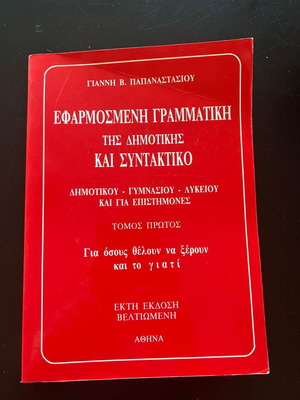 ΓΙΑΝΝΗ Β. ΠΑΠΑΝΑΣΤΑΣΙΟΥ
ΕΦΑΡΜΟΣΜΕΝΗ ΓΡΑΜΜΑΤΙΚΗ
ΤΗΣ ΔΗΜΟΤΙΚΗΣ
ΚΑΙ ΣΥΝΤΑΚΤΙΚΟ
ΔΗΜΟΤΙΚΟΥ - ΓΥΜΝΑΣΙΟΥ - ΛΥΚΕΙΟΥ
ΚΑΙ ΓΙΑ ΕΠΙΣΤΗΜΟΝΕΣ
ΤΟΜΟΣ ΠΡΩΤΟΣ
Για όσους θέλουν να ξέρουν
και το γιατί
ΕΚΤΗ ΕΚΔΟΣΗ
ΒΕΛΤΙΩΜΕΝΗ
ΑΘΗΝΑ